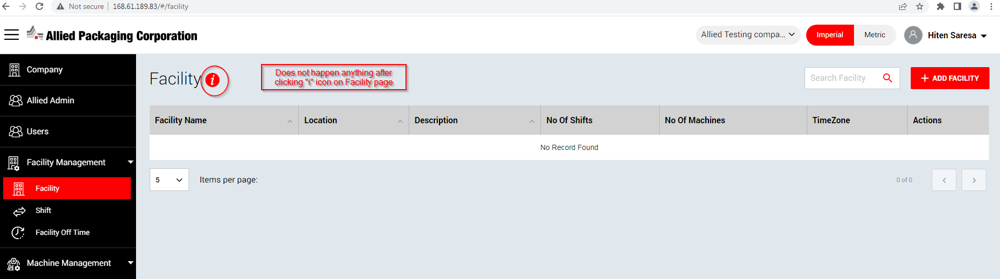 Not secure | 168.61.189.83/#/facility
Allied Packaging Corporation
Allied Testing compa...
Imperial
Metric
Hiten Saresa
Company
Allied Admin
Users
Facility Management
Facility
Shift
Facility Off Time
Machine Management
Facility i
Does not happen anything after
clicking "i" icon on Facility page
Search Facility
+ ADD FACILITY
Facility Name Location Description No Of Shifts No Of Machines TimeZone Actions
No Record Found
5 Items per page: 0 of 0